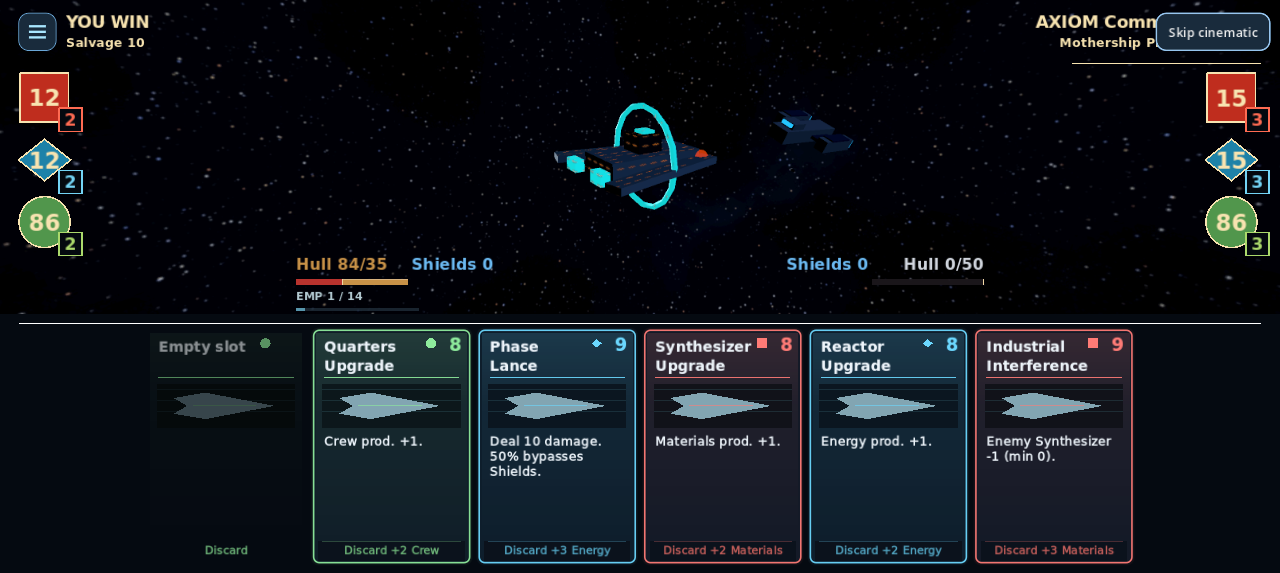 YOU WIN
Salvage 10
AXIOM Comm
Mothership P
Skip cinematic
12
2
12
2
86
2
15
3
15
3
86
3
Hull 84/35
Shields 0
EMP 1 / 14
Shields 0
Hull 0/50
Empty slot
Discard
Quarters Upgrade
8
Crew prod. +1.
Discard +2 Crew
Phase Lance
9
Deal 10 damage.
50% bypasses
Shields.
Discard +3 Energy
Synthesizer Upgrade
8
Materials prod. +1.
Discard +2 Materials
Reactor Upgrade
8
Energy prod. +1.
Discard +2 Energy
Industrial Interference
9
Enemy Synthesizer
-1 (min 0).
Discard +3 Materials